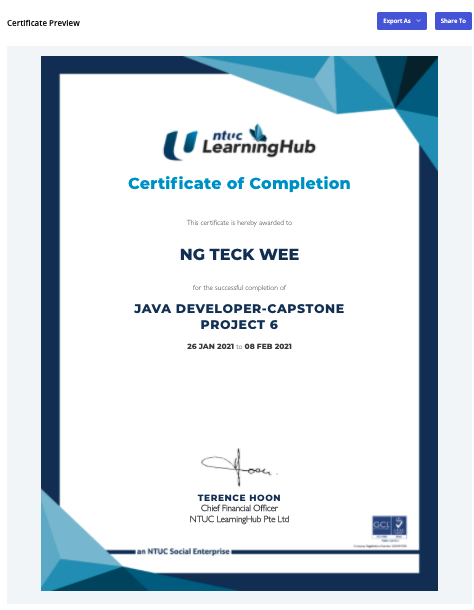 Certificate Preview
Export As
Share To
ntuc
LearningHub
Certificate of Completion
This certificate is hereby awarded to
NG TECK WEE
for the successful completion of
JAVA DEVELOPER-CAPSTONE
PROJECT 6
26 JAN 2021 to 08 FEB 2021
TERENCE HOON
Chief Financial Officer
NTUC LearningHub Pte Ltd
GCI
an NTUC Social Enterprise